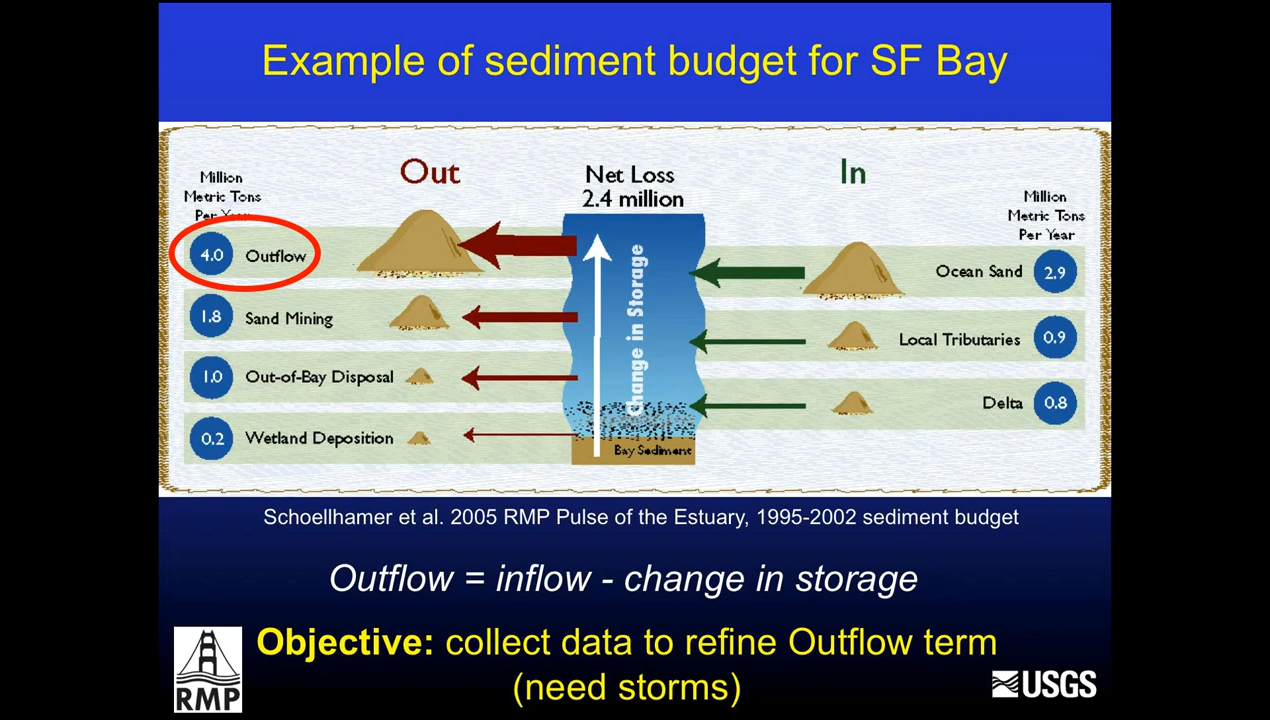 Example of sediment budget for SF Bay
Million
Metric Tons
Per Year
Out
Net Loss
2.4 million
In
Million
Metric Tons
Per Year
4.0 Outflow
1.8 Sand Mining
1.0 Out-of-Bay Disposal
0.2 Wetland Deposition
Change in Storage
Bay Sediment
Ocean Sand 2.9
Local Tributaries 0.9
Delta 0.8
Schoellhamer et al. 2005 RMP Pulse of the Estuary, 1995-2002 sediment budget
Outflow = inflow - change in storage
Objective: collect data to refine Outflow term
(need storms)
RMP
USGS